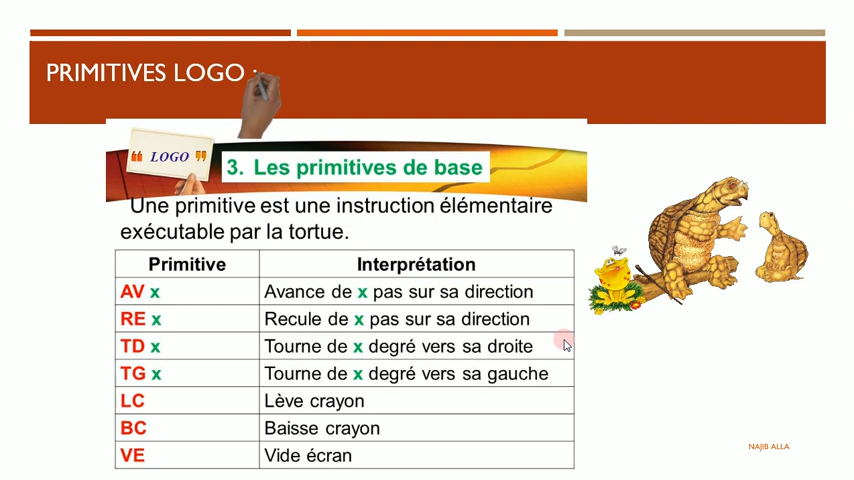 PRIMITIVES LOGO :
LOGO
3. Les primitives de base
Une primitive est une instruction élémentaire
exécutable par la tortue.
Primitive Interprétation
AV x Avance de x pas sur sa direction
RE x Recule de x pas sur sa direction
TD x Tourne de x degré vers sa droite
TG x Tourne de x degré vers sa gauche
LC Lève crayon
BC Baisse crayon
VE Vide écran
NAJIB ALLA